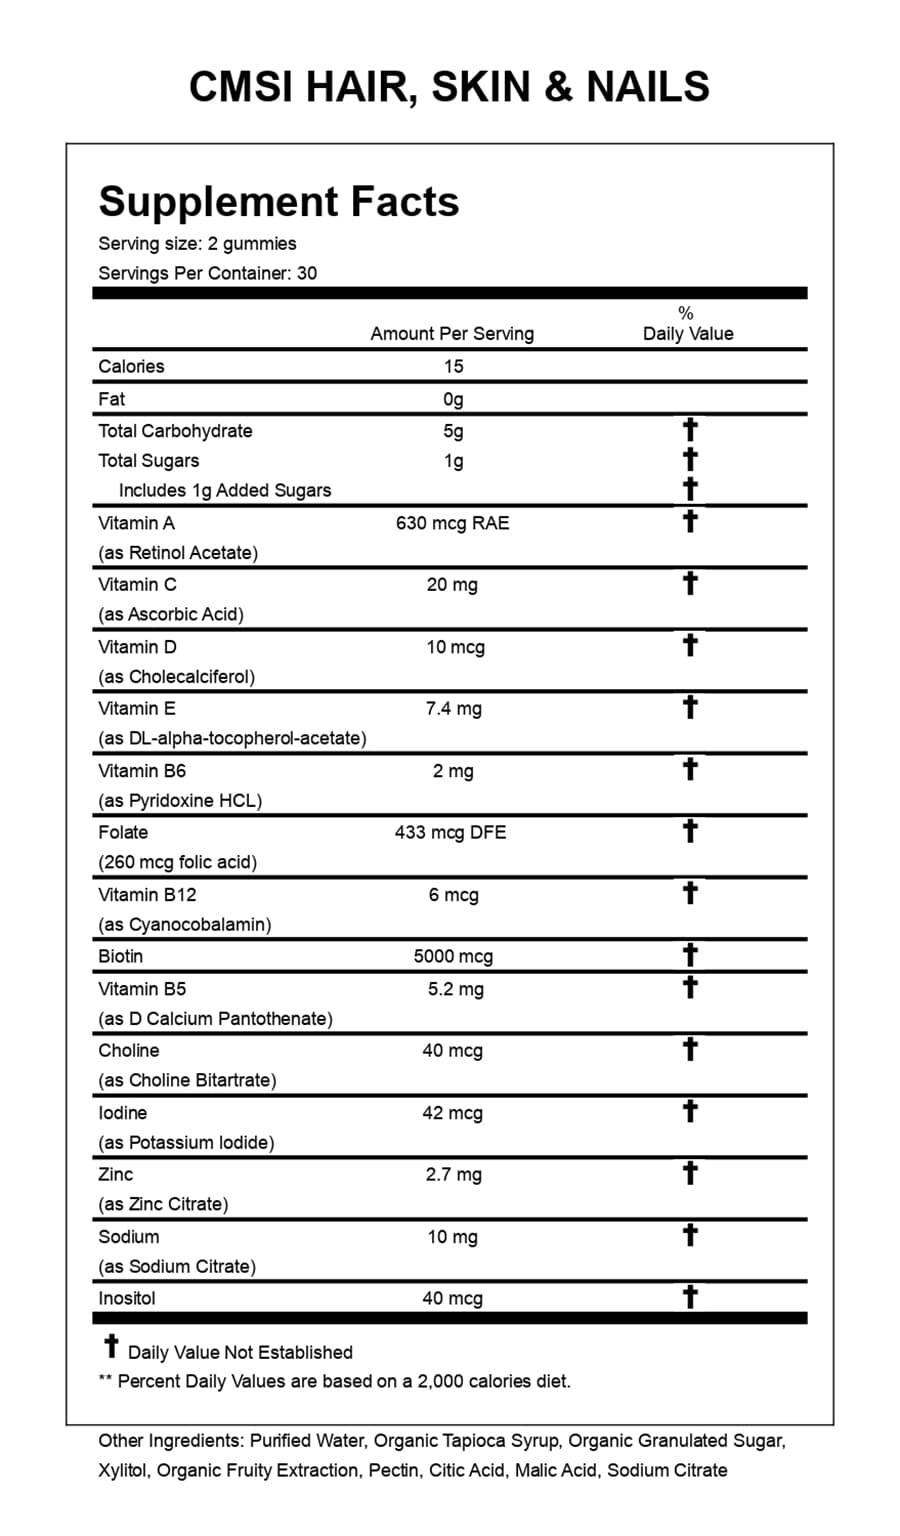 CMSI HAIR, SKIN & NAILS
Supplement Facts
Serving size: 2 gummies
Servings Per Container: 30
%
Amount Per Serving Daily Value
Calories 15
Fat 0g
Total Carbohydrate 5g †
Total Sugars 1g †
Includes 1g Added Sugars †
Vitamin A 630 mcg RAE †
(as Retinol Acetate)
Vitamin C 20 mg †
(as Ascorbic Acid)
Vitamin D 10 mcg †
(as Cholecalciferol)
Vitamin E 7.4 mg †
(as DL-alpha-tocopherol-acetate)
Vitamin B6 2 mg †
(as Pyridoxine HCL)
Folate 433 mcg DFE †
(260 mcg folic acid)
Vitamin B12 6 mcg †
(as Cyanocobalamin)
Biotin 5000 mcg †
Vitamin B5 5.2 mg †
(as D Calcium Pantothenate)
Choline 40 mcg †
(as Choline Bitartrate)
Iodine 42 mcg †
(as Potassium Iodide)
Zinc 2.7 mg †
(as Zinc Citrate)
Sodium 10 mg †
(as Sodium Citrate)
Inositol 40 mcg †
† Daily Value Not Established
** Percent Daily Values are based on a 2,000 calories diet.
Other Ingredients: Purified Water, Organic Tapioca Syrup, Organic Granulated Sugar,
Xylitol, Organic Fruity Extraction, Pectin, Citic Acid, Malic Acid, Sodium Citrate